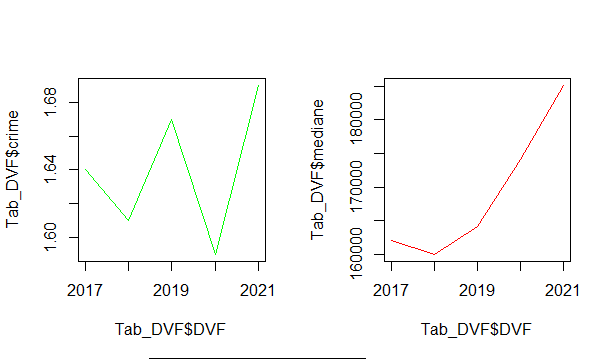 Tab_DVF$crime
1.68
1.64
1.60
2017 2019 2021
Tab_DVF$DVF
Tab_DVF$mediane
180000
170000
160000
2017 2019 2021
Tab_DVF$DVF